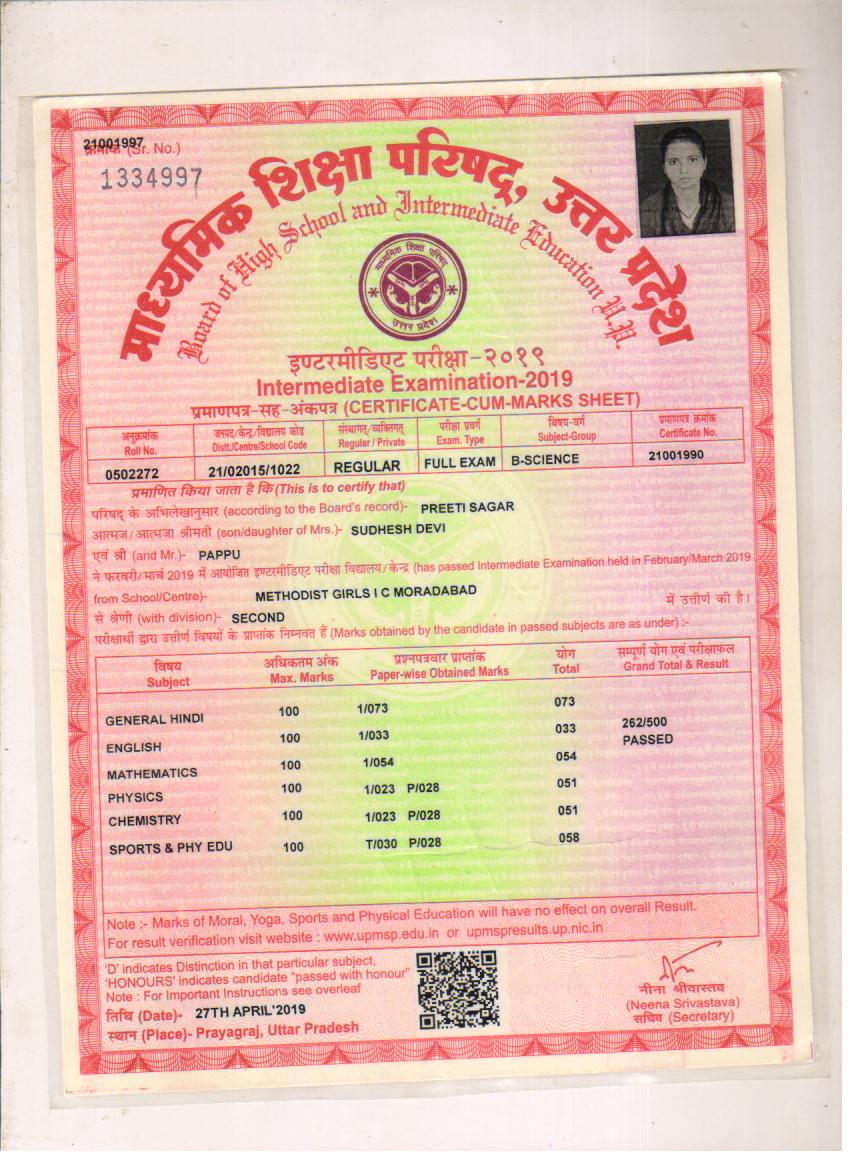 21001997
क्रमांक (Sr. No.)
1334997
माध्यमिक शिक्षा परिषद्, उत्तर प्रदेश
Board of High School and Intermediate Education U.P.
माध्यमिक शिक्षा परिषद
उत्तर प्रदेश
इण्टरमीडिएट परीक्षा-२०१९
Intermediate Examination-2019
प्रमाणपत्र-सह-अंकपत्र (CERTIFICATE-CUM-MARKS SHEET)
अनुक्रमांक जनपद/केन्द्र/विद्यालय कोड संस्थागत्/व्यक्तिगत् परीक्षा प्रवर्ग विषय-वर्ग प्रमाणपत्र क्रमांक
Roll No. Distt./Centre/School Code Regular / Private Exam. Type Subject-Group Certificate No.
0502272 21/02015/1022 REGULAR FULL EXAM B-SCIENCE 21001990
प्रमाणित किया जाता है कि (This is to certify that)
परिषद् के अभिलेखानुसार (according to the Board's record)- PREETI SAGAR
आत्मज/आत्मजा श्रीमती (son/daughter of Mrs.)- SUDHESH DEVI
एवं श्री (and Mr.)- PAPPU
ने फरवरी/मार्च 2019 में आयोजित इण्टरमीडिएट परीक्षा विद्यालय/केन्द्र (has passed Intermediate Examination held in February/March 2019
from School/Centre)- METHODIST GIRLS I C MORADABAD में उत्तीर्ण की है।
से श्रेणी (with division)- SECOND
परीक्षार्थी द्वारा उत्तीर्ण विषयों के प्राप्तांक निम्नवत हैं (Marks obtained by the candidate in passed subjects are as under) :-
विषय अधिकतम अंक प्रश्नपत्रवार प्राप्तांक योग सम्पूर्ण योग एवं परीक्षाफल
Subject Max. Marks Paper-wise Obtained Marks Total Grand Total & Result
GENERAL HINDI 100 1/073 073
262/500
ENGLISH 100 1/033 033
PASSED
MATHEMATICS 100 1/054 054
PHYSICS 100 1/023 P/028 051
CHEMISTRY 100 1/023 P/028 051
SPORTS & PHY EDU 100 T/030 P/028 058
Note :- Marks of Moral, Yoga, Sports and Physical Education will have no effect on overall Result.
For result verification visit website : www.upmsp.edu.in or upmspresults.up.nic.in
'D' indicates Distinction in that particular subject,
'HONOURS' indicates candidate "passed with honour"
Note : For Important Instructions see overleaf
तिथि (Date)- 27TH APRIL'2019
स्थान (Place)- Prayagraj, Uttar Pradesh
नीना श्रीवास्तव
(Neena Srivastava)
सचिव (Secretary)